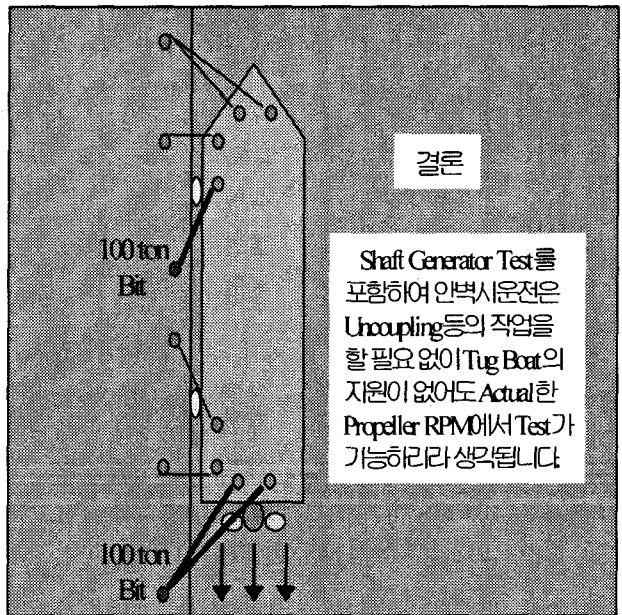 결론
100 ton
Bit
Shaft Generator Test를
포함하여 안벽시운전은
Uncoupling등의 작업을
할 필요 없이 Tug Boat의
지원이 없어도 Actual한
Propeller RPM에서 Test가
가능하리라 생각됩니다.
100 ton
Bit